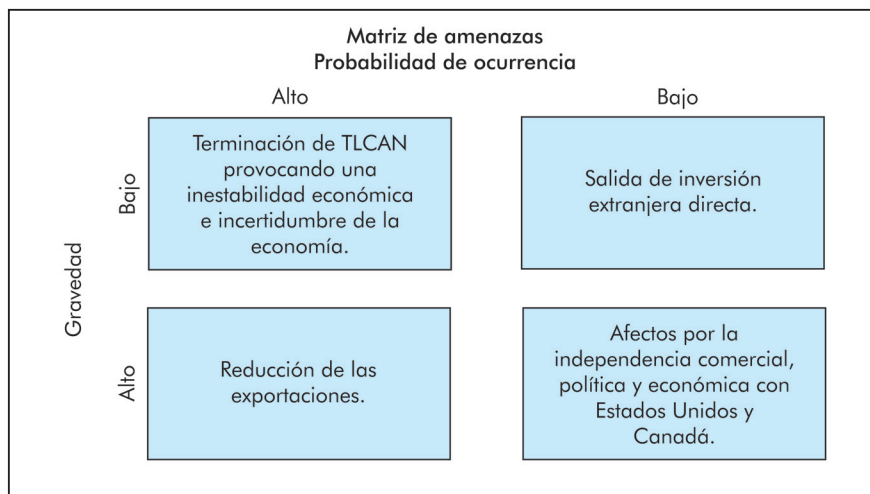 Matriz de amenazas
Probabilidad de ocurrencia
Alto
Bajo
Gravedad
Bajo
Terminación de TLCAN
provocando una
inestabilidad económica
e incertidumbre de la
economía.
Salida de inversión
extranjera directa.
Alto
Reducción de las
exportaciones.
Afectos por la
independencia comercial,
política y económica con
Estados Unidos y
Canadá.